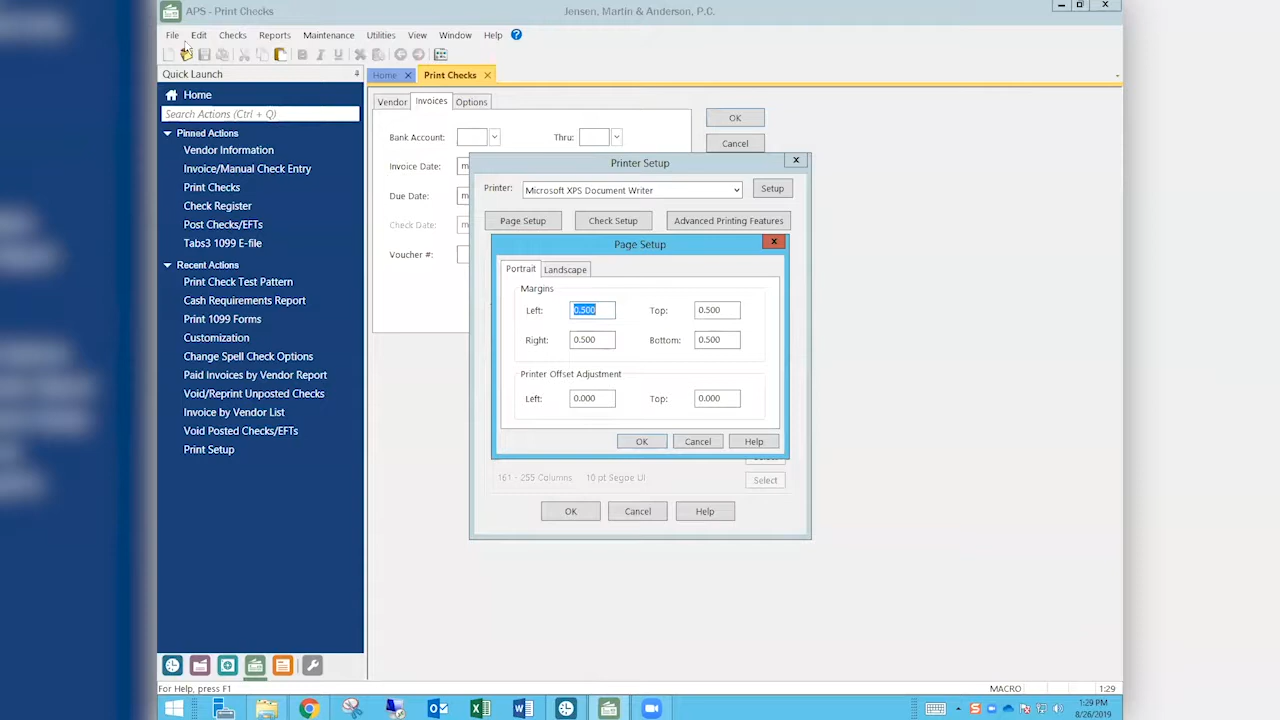 APS - Print Checks
Jensen, Martin & Anderson, P.C.
File Edit Checks Reports Maintenance Utilities View Window Help
Quick Launch
Home
Search Actions (Ctrl + Q)
Pinned Actions
Vendor Information
Invoice/Manual Check Entry
Print Checks
Check Register
Post Checks/EFTs
Tabs3 1099 E-file
Recent Actions
Print Check Test Pattern
Cash Requirements Report
Print 1099 Forms
Customization
Change Spell Check Options
Paid Invoices by Vendor Report
Void/Reprint Unposted Checks
Invoice by Vendor List
Void Posted Checks/EFTs
Print Setup
Home Print Checks
Vendor Invoices Options
Bank Account: Thru:
Invoice Date: m
Due Date: m
Check Date: m
Voucher #:
OK
Cancel
Printer Setup
Printer: Microsoft XPS Document Writer Setup
Page Setup Check Setup Advanced Printing Features
Page Setup
Portrait Landscape
Margins
Left: 0.500 Top: 0.500
Right: 0.500 Bottom: 0.500
Printer Offset Adjustment
Left: 0.000 Top: 0.000
OK Cancel Help
161 - 255 Columns 10 pt Segoe UI Select
OK Cancel Help
For Help, press F1
MACRO 1:29
1:29 PM
8/26/2019